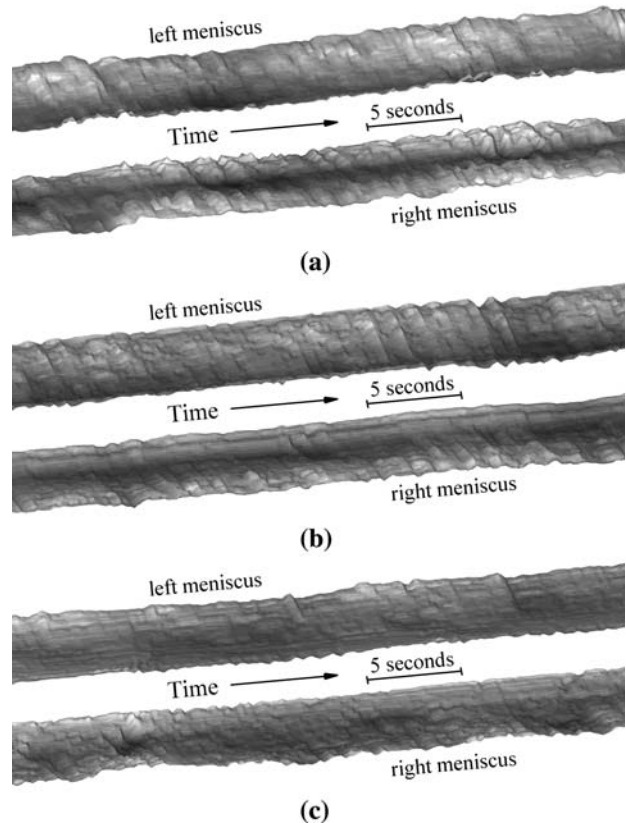 left meniscus
Time
5 seconds
right meniscus
(a)
left meniscus
Time
5 seconds
right meniscus
(b)
left meniscus
Time
5 seconds
right meniscus
(c)